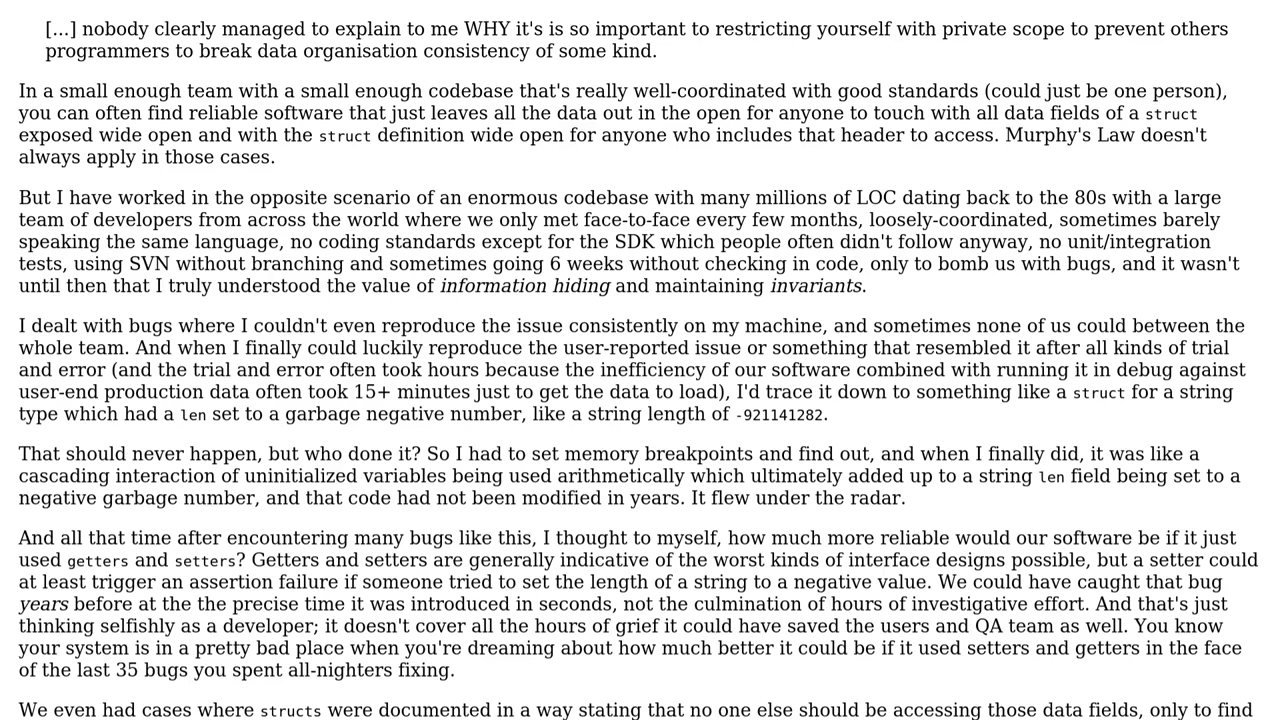 [...] nobody clearly managed to explain to me WHY it's is so important to restricting yourself with private scope to prevent others
programmers to break data organisation consistency of some kind.
In a small enough team with a small enough codebase that's really well-coordinated with good standards (could just be one person),
you can often find reliable software that just leaves all the data out in the open for anyone to touch with all data fields of a struct
exposed wide open and with the struct definition wide open for anyone who includes that header to access. Murphy's Law doesn't
always apply in those cases.
But I have worked in the opposite scenario of an enormous codebase with many millions of LOC dating back to the 80s with a large
team of developers from across the world where we only met face-to-face every few months, loosely-coordinated, sometimes barely
speaking the same language, no coding standards except for the SDK which people often didn't follow anyway, no unit/integration
tests, using SVN without branching and sometimes going 6 weeks without checking in code, only to bomb us with bugs, and it wasn't
until then that I truly understood the value of information hiding and maintaining invariants.
I dealt with bugs where I couldn't even reproduce the issue consistently on my machine, and sometimes none of us could between the
whole team. And when I finally could luckily reproduce the user-reported issue or something that resembled it after all kinds of trial
and error (and the trial and error often took hours because the inefficiency of our software combined with running it in debug against
user-end production data often took 15+ minutes just to get the data to load), I'd trace it down to something like a struct for a string
type which had a len set to a garbage negative number, like a string length of -921141282.
That should never happen, but who done it? So I had to set memory breakpoints and find out, and when I finally did, it was like a
cascading interaction of uninitialized variables being used arithmetically which ultimately added up to a string len field being set to a
negative garbage number, and that code had not been modified in years. It flew under the radar.
And all that time after encountering many bugs like this, I thought to myself, how much more reliable would our software be if it just
used getters and setters? Getters and setters are generally indicative of the worst kinds of interface designs possible, but a setter could
at least trigger an assertion failure if someone tried to set the length of a string to a negative value. We could have caught that bug
years before at the the precise time it was introduced in seconds, not the culmination of hours of investigative effort. And that's just
thinking selfishly as a developer; it doesn't cover all the hours of grief it could have saved the users and QA team as well. You know
your system is in a pretty bad place when you're dreaming about how much better it could be if it used setters and getters in the face
of the last 35 bugs you spent all-nighters fixing.
We even had cases where structs were documented in a way stating that no one else should be accessing those data fields, only to find